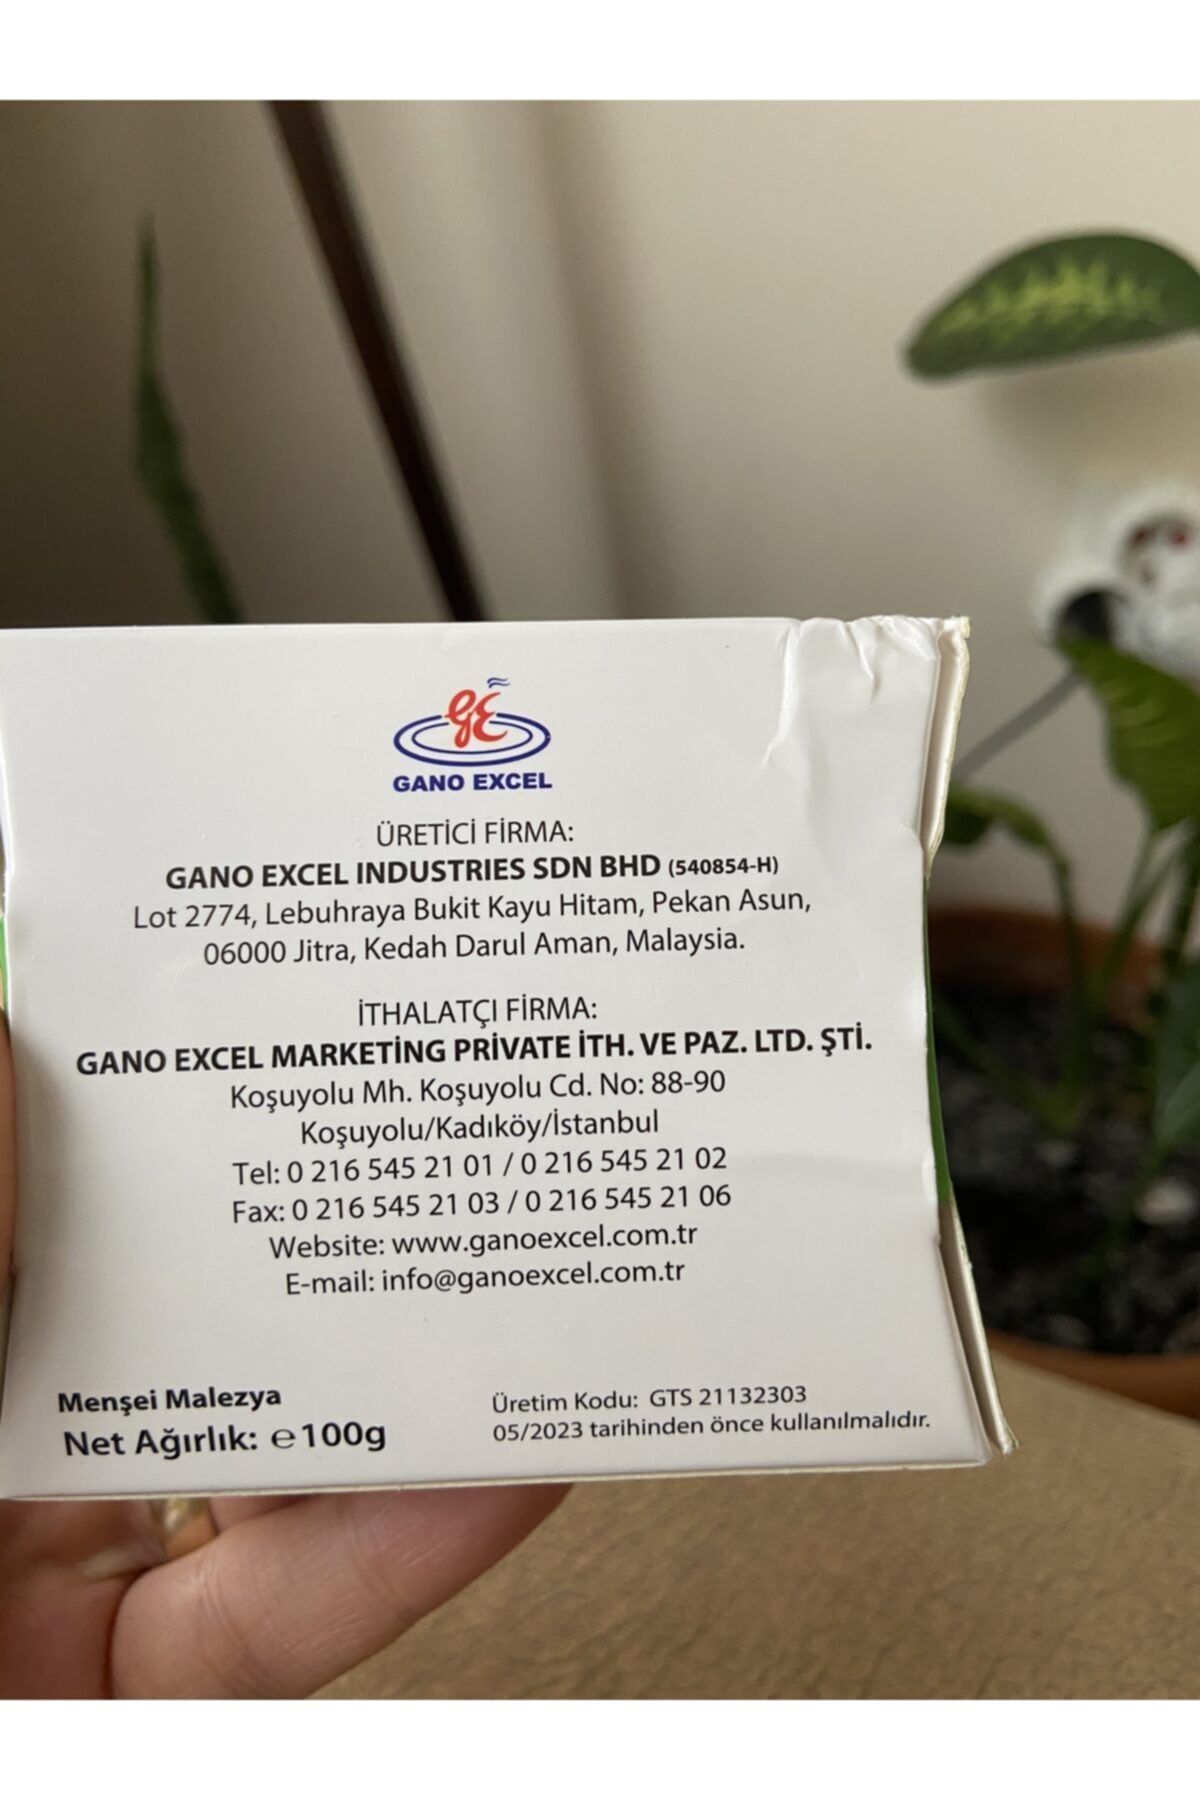 GE
GANO EXCEL
ÜRETİCİ FİRMA:
GANO EXCEL INDUSTRIES SDN BHD (540854-H)
Lot 2774, Lebuhraya Bukit Kayu Hitam, Pekan Asun,
06000 Jitra, Kedah Darul Aman, Malaysia.
İTHALATÇI FİRMA:
GANO EXCEL MARKETİNG PRİVATE İTH. VE PAZ. LTD. ŞTİ.
Koşuyolu Mh. Koşuyolu Cd. No: 88-90
Koşuyolu/Kadıköy/İstanbul
Tel: 0 216 545 21 01 / 0 216 545 21 02
Fax: 0 216 545 21 03 / 0 216 545 21 06
Website: www.ganoexcel.com.tr
E-mail: info@ganoexcel.com.tr
Menşei Malezya
Net Ağırlık: ℮100g
Üretim Kodu: GTS 21132303
05/2023 tarihinden önce kullanılmalıdır.